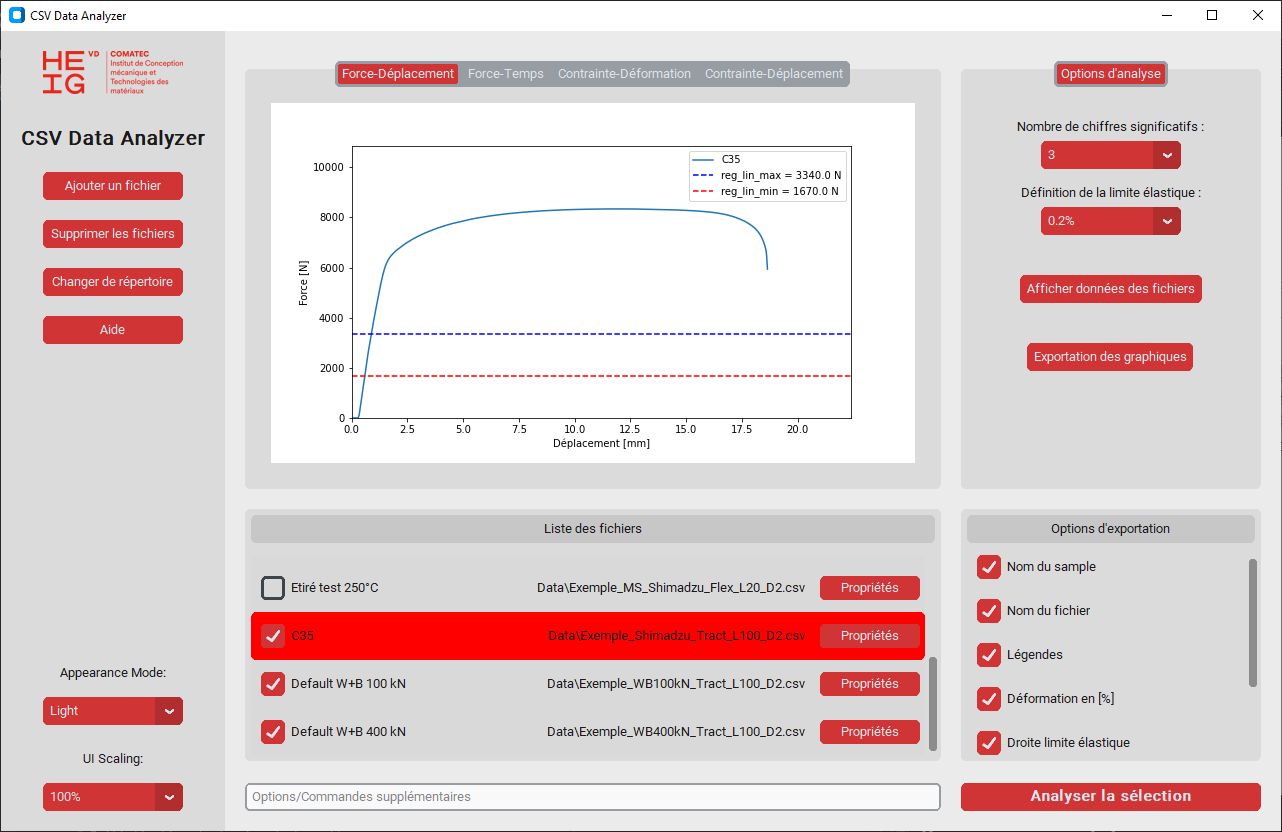 CSV Data Analyzer
HE VD
IG
COMATEC
Institut de Conception
mécanique et
Technologies des
matériaux
CSV Data Analyzer
Ajouter un fichier
Supprimer les fichiers
Changer de répertoire
Aide
Appearance Mode:
Light
UI Scaling:
100%
Force-Déplacement Force-Temps Contrainte-Déformation Contrainte-Déplacement
C35
reg_lin_max = 3340.0 N
reg_lin_min = 1670.0 N
Force [N]
10000
8000
6000
4000
2000
0
0.0 2.5 5.0 7.5 10.0 12.5 15.0 17.5 20.0
Déplacement [mm]
Options d'analyse
Nombre de chiffres significatifs :
3
Définition de la limite élastique :
0.2%
Afficher données des fichiers
Exportation des graphiques
Liste des fichiers
Etiré test 250°C Data\Exemple_MS_Shimadzu_Flex_L20_D2.csv Propriétés
C35 Data\Exemple_Shimadzu_Tract_L100_D2.csv Propriétés
Default W+B 100 kN Data\Exemple_WB100kN_Tract_L100_D2.csv Propriétés
Default W+B 400 kN Data\Exemple_WB400kN_Tract_L100_D2.csv Propriétés
Options/Commandes supplémentaires
Options d'exportation
Nom du sample
Nom du fichier
Légendes
Déformation en [%]
Droite limite élastique
Analyser la sélection